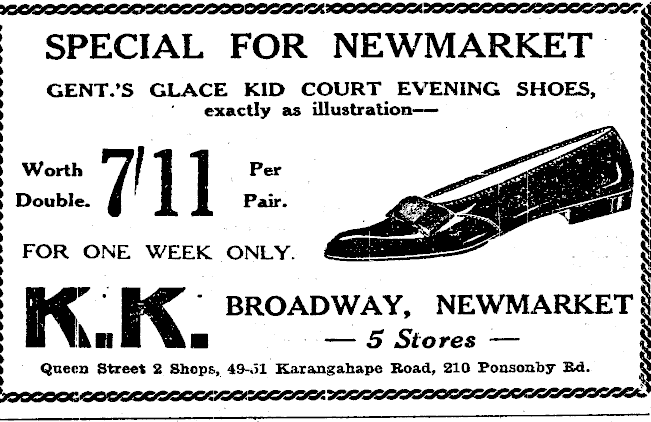 SPECIAL FOR NEWMARKET
GENT.'S GLACE KID COURT EVENING SHOES,
exactly as illustration—
Worth Double. 7/11 Per Pair.
FOR ONE WEEK ONLY.
K.K. BROADWAY, NEWMARKET
— 5 Stores —
Queen Street 2 Shops, 49-51 Karangahape Road, 210 Ponsonby Rd.